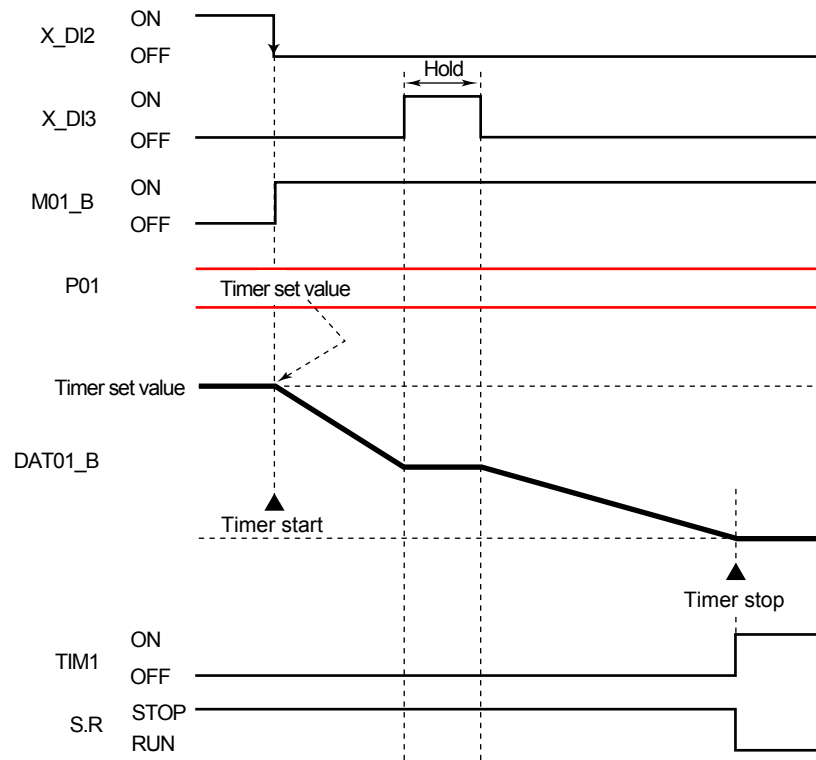 X_DI2 ON
OFF
Hold
X_DI3 ON
OFF
M01_B ON
OFF
P01
Timer set value
Timer set value
DAT01_B
Timer start
Timer stop
TIM1 ON
OFF
S.R STOP
RUN